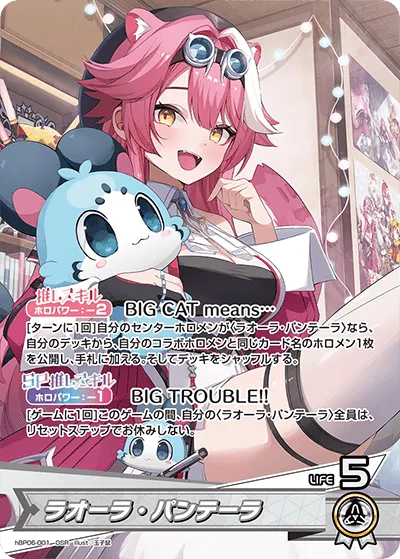 推しスキル
ホロパワー：－2
BIG CAT means…
[ターンに1回]自分のセンターホロメンが〈ラオーラ・パンテーラ〉なら、
自分のデッキから、自分のコラボホロメンと同じカード名のホロメン1枚
を公開し、手札に加える。そしてデッキをシャッフルする。
SP推しスキル
ホロパワー：－1
BIG TROUBLE!!
[ゲームに1回]このゲームの間、自分の〈ラオーラ・パンテーラ〉全員は、
リセットステップでお休みしない。
LIFE 5
ラオーラ・パンテーラ
hBP06-001 OSR illust：玉子獄